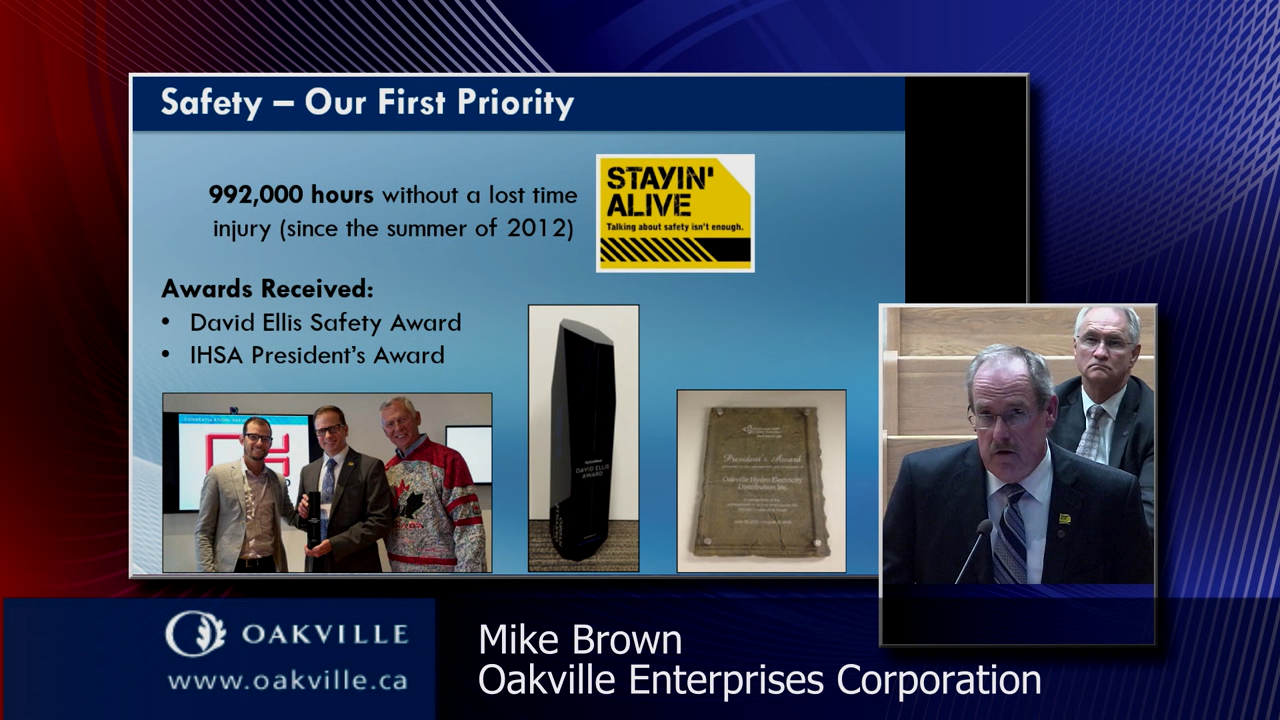 Safety – Our First Priority
992,000 hours without a lost time
injury (since the summer of 2012)
STAYIN'
ALIVE
Talking about safety isn't enough.
Awards Received:
• David Ellis Safety Award
• IHSA President's Award
DAVID ELLIS
AWARD
President's Award
Oakville Hydro Electricity
Distribution Inc.
OAKVILLE
www.oakville.ca
Mike Brown
Oakville Enterprises Corporation